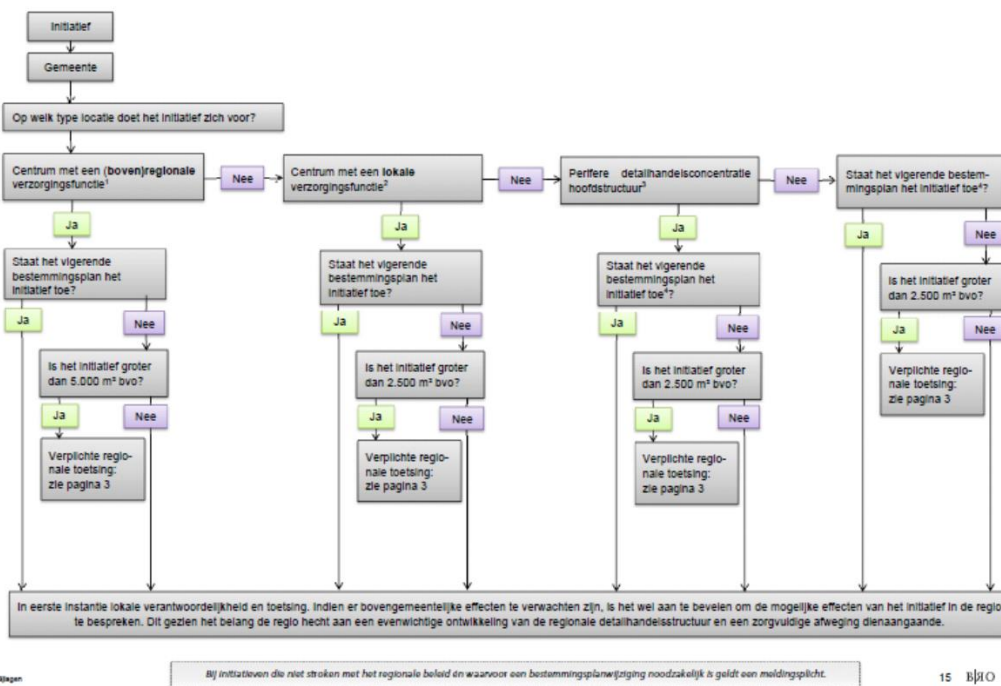 Initiatief
Gemeente
Op welk type locatie doet het initiatief zich voor?
Centrum met een (boven)regionale
verzorgingsfunctie¹
Nee
Centrum met een lokale
verzorgingsfunctie²
Nee
Perifere detailhandelsconcentratie
hoofdstructuur³
Nee
Staat het vigerende bestem-
mingsplan het initiatief toe⁴?
Ja
Staat het vigerende
bestemmingsplan het
initiatief toe?
Ja
Nee
Is het initiatief groter
dan 5.000 m² bvo?
Ja
Nee
Verplichte regio-
nale toetsing:
zie pagina 3
Ja
Staat het vigerende
bestemmingsplan het
initiatief toe?
Ja
Nee
Is het initiatief groter
dan 2.500 m² bvo?
Ja
Nee
Verplichte regio-
nale toetsing:
zie pagina 3
Ja
Staat het vigerende
bestemmingsplan het
initiatief toe⁴?
Ja
Nee
Is het initiatief groter
dan 2.500 m² bvo?
Ja
Nee
Verplichte regio-
nale toetsing:
zie pagina 3
Ja
Nee
Is het initiatief groter
dan 2.500 m² bvo?
Ja
Nee
Verplichte regio-
nale toetsing:
zie pagina 3
In eerste instantie lokale verantwoordelijkheid en toetsing. Indien er bovengemeentelijke effecten te verwachten zijn, is het wel aan te bevelen om de mogelijke effecten van het initiatief in de regio
te bespreken. Dit gezien het belang de regio hecht aan een evenwichtige ontwikkeling van de regionale detailhandelsstructuur en een zorgvuldige afweging dienaangaande.
Bij initiatieven die niet stroken met het regionale beleid én waarvoor een bestemmingsplanwijziging noodzakelijk is geldt een meldingsplicht.
15 BRO